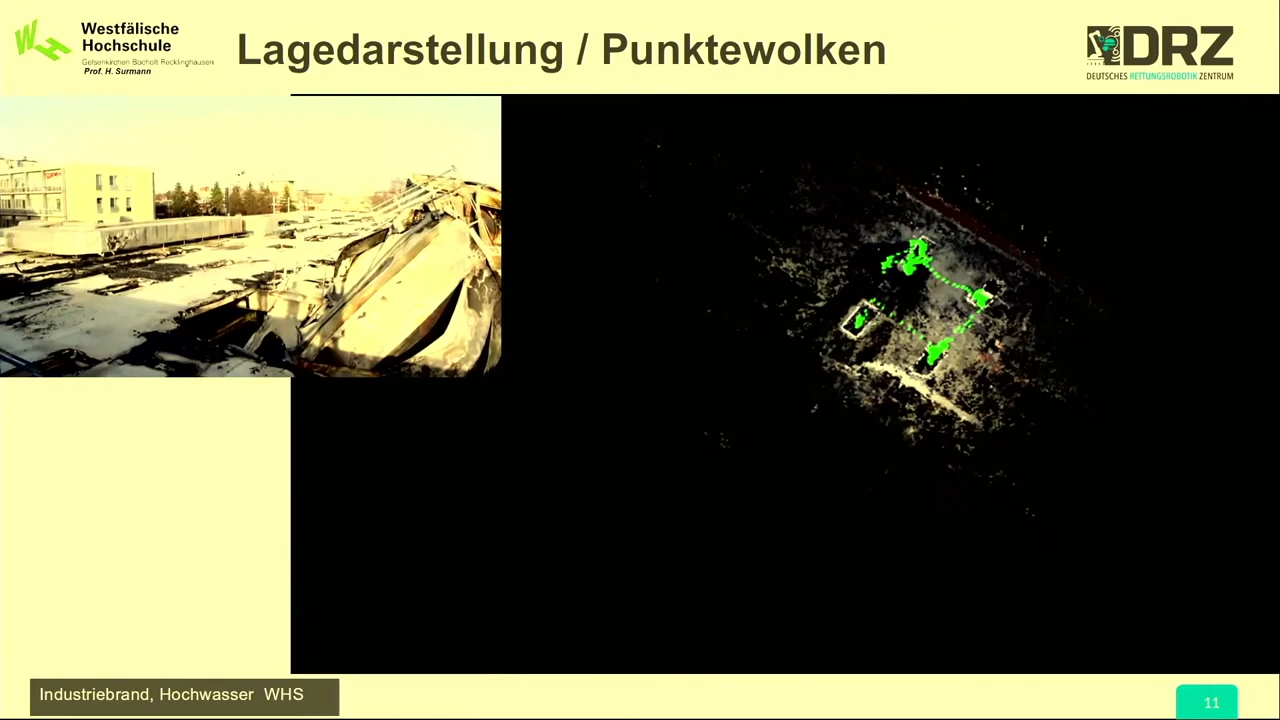 Westfälische
Hochschule
Gelsenkirchen Bocholt Recklinghausen
Prof. H. Surmann
Lagedarstellung / Punktewolken
DRZ
DEUTSCHES RETTUNGSROBOTIK ZENTRUM
Industriebrand, Hochwasser WHS
11